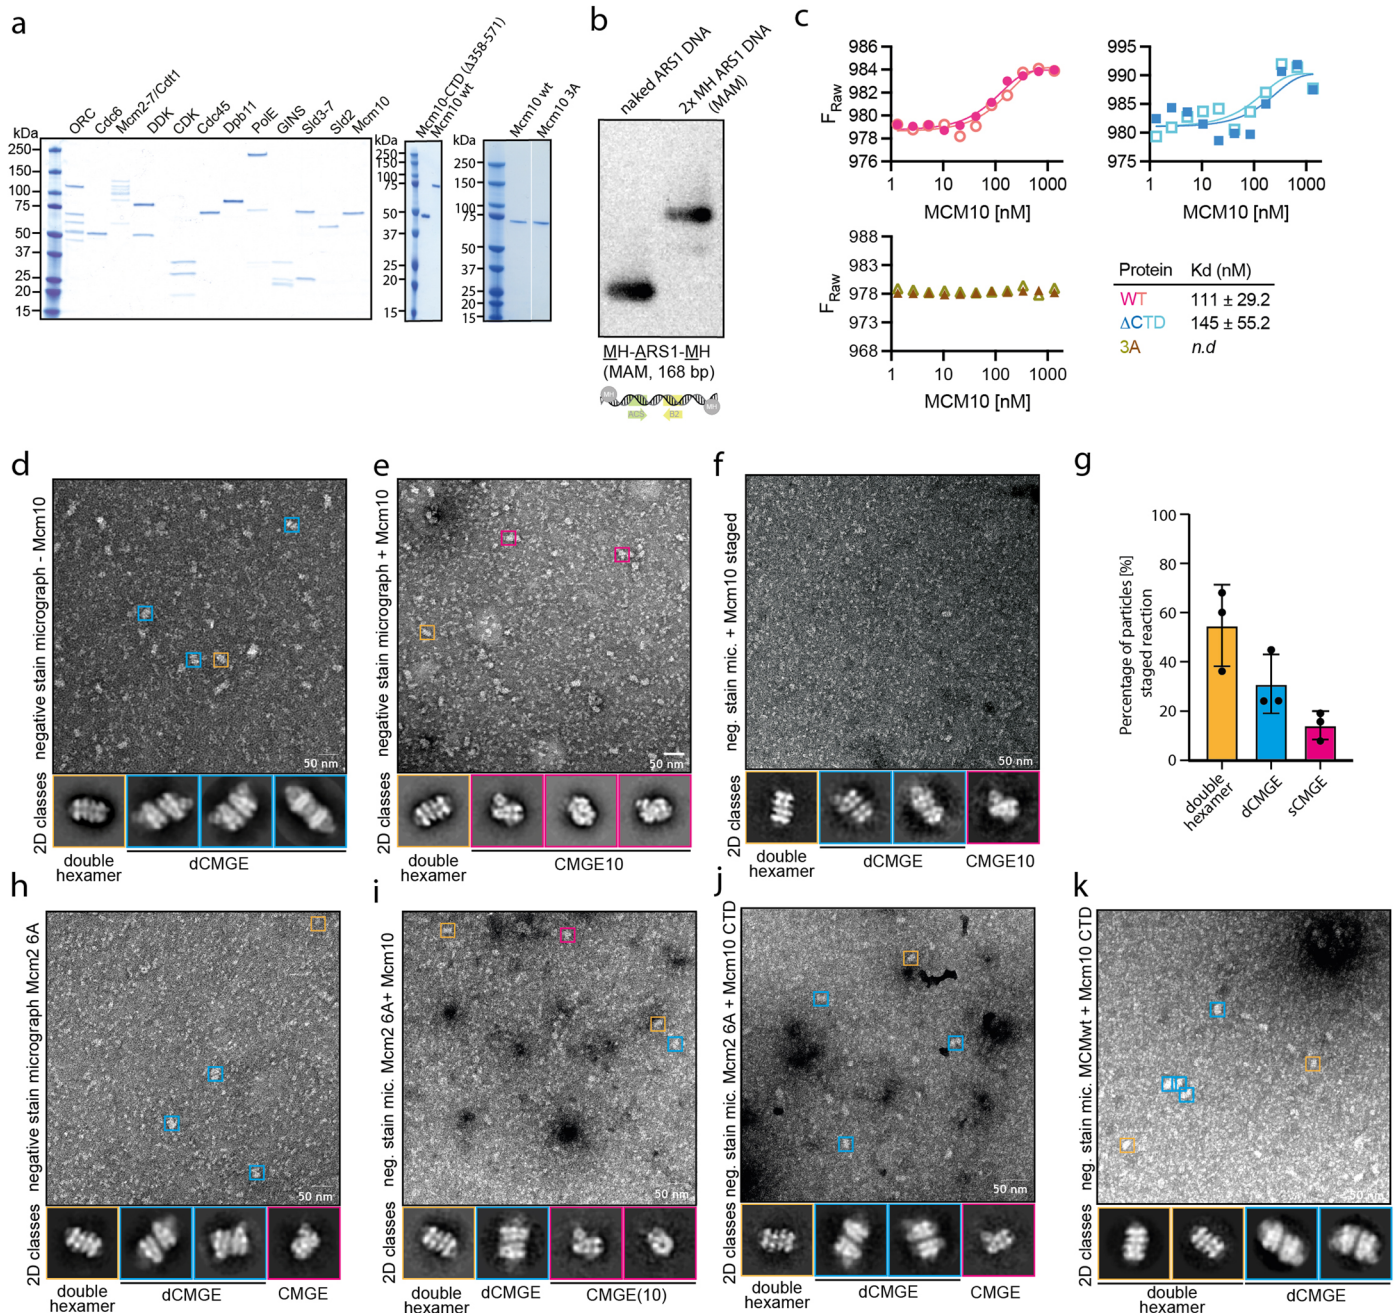 a
kDa
ORC
Cdc6
Mcm2-7/Cdt1
DDK
CDK
Cdc45
Dpb11
PolE
GINS
Sld3-7
Sld2
Mcm10
250
150
100
75
50
37
25
20
15
Mcm10-CTD (Δ358-571)
Mcm10 wt
kDa
250
150
100
75
50
37
25
20
15
Mcm10 wt
Mcm10 3A
kDa
250
150
100
75
50
37
25
20
15
b
naked ARS1 DNA
2x MH ARS1 DNA
(MAM)
MH-ARS1-MH
(MAM, 168 bp)
MH
ACS
B2
MH
c
986
984
982
980
978
976
FRaw
1 10 100 1000
MCM10 [nM]
995
990
985
980
975
1 10 100 1000
MCM10 [nM]
988
983
978
973
968
FRaw
1 10 100 1000
MCM10 [nM]
Protein Kd (nM)
WT 111 ± 29.2
ΔCTD 145 ± 55.2
3A n.d
d
negative stain micrograph - Mcm10
50 nm
2D classes
double
hexamer
dCMGE
e
negative stain micrograph + Mcm10
50 nm
2D classes
double
hexamer
CMGE10
f
neg. stain mic. + Mcm10 staged
50 nm
2D classes
double
hexamer
dCMGE
CMGE10
g
Percentage of particles [%]
staged reaction
100
80
60
40
20
0
double
hexamer
dCMGE
sCMGE
h
negative stain micrograph Mcm2 6A
50 nm
2D classes
double
hexamer
dCMGE
CMGE
i
neg. stain mic. Mcm2 6A+ Mcm10
50 nm
2D classes
double
hexamer
dCMGE
CMGE(10)
j
neg. stain mic. Mcm2 6A + Mcm10 CTD
50 nm
2D classes
double
hexamer
dCMGE
CMGE
k
neg. stain mic. MCMwt + Mcm10 CTD
50 nm
2D classes
double
hexamer
dCMGE